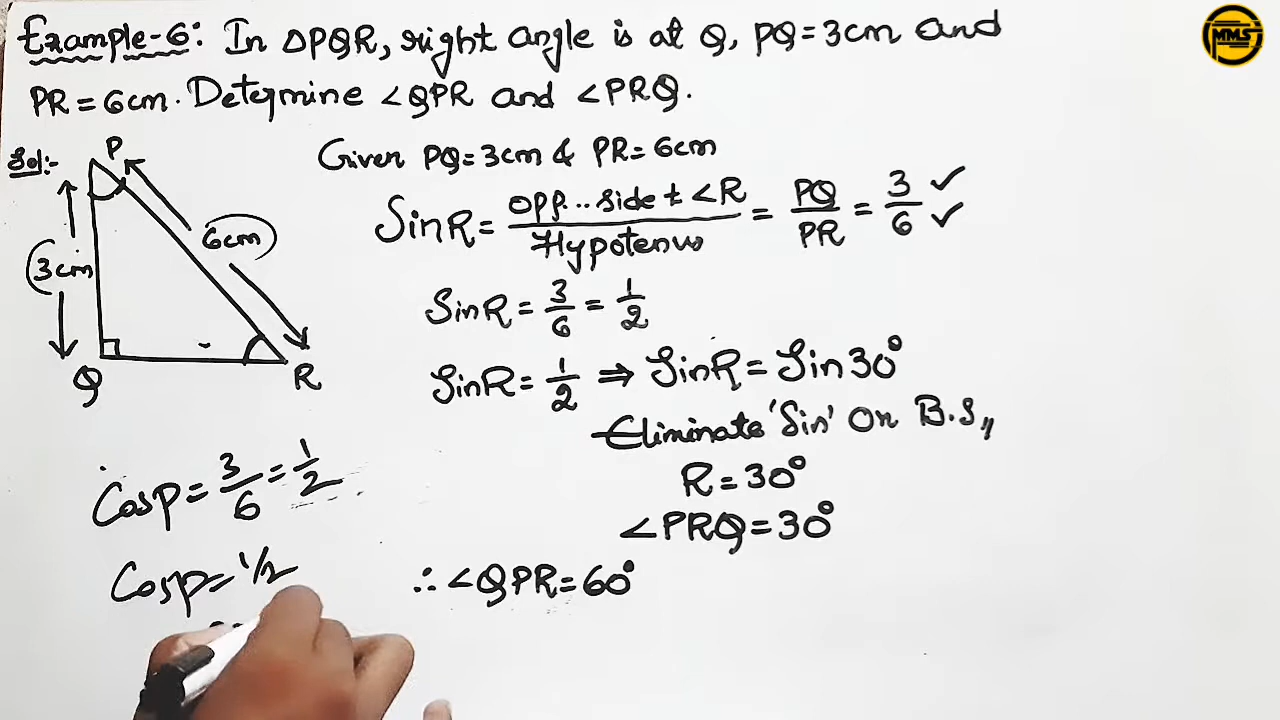 Example-6: In ΔPQR, right angle is at Q, PQ=3cm and
PR=6cm. Determine ∠QPR and ∠PRQ.
Sol:-
P
3cm
6cm
Q
R
Given PQ=3cm & PR=6cm
SinR = Opp... side t ∠R / Hypotenus = PQ/PR = 3/6 ✓ ✓
SinR = 3/6 = 1/2
SinR = 1/2 ⇒ SinR = Sin30°
Eliminate 'Sin' On B.S,,
R=30°
∠PRQ=30°
∴ ∠QPR=60°
CosP = 3/6 = 1/2
CosP = 1/2
MMS